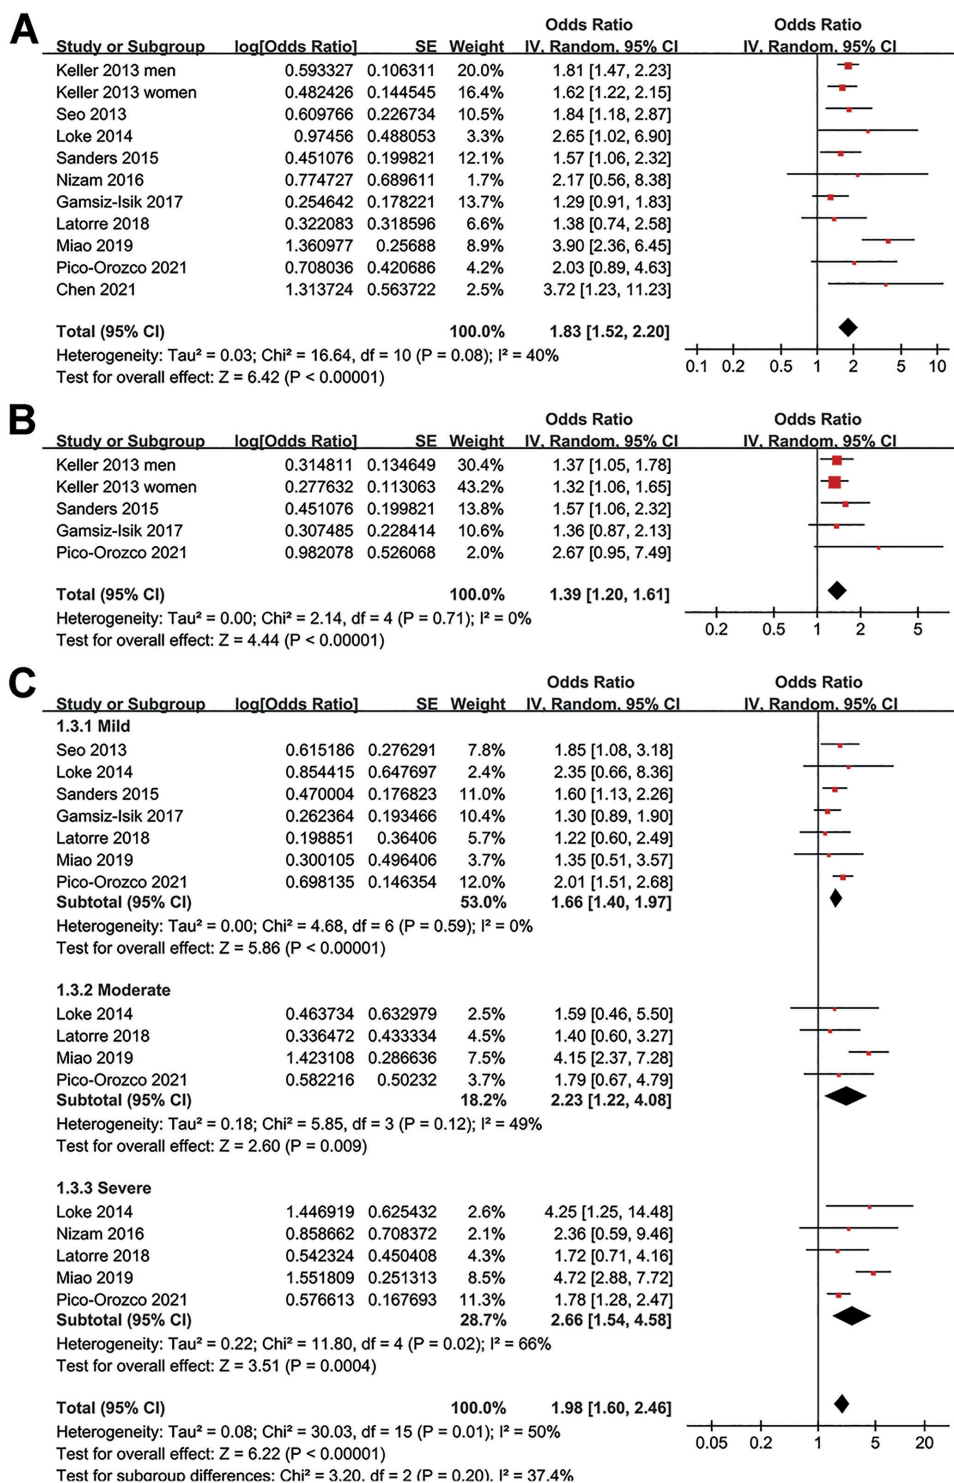 A
Odds Ratio Odds Ratio
Study or Subgroup log[Odds Ratio] SE Weight IV, Random, 95% CI IV, Random, 95% CI
Keller 2013 men 0.593327 0.106311 20.0% 1.81 [1.47, 2.23]
Keller 2013 women 0.482426 0.144545 16.4% 1.62 [1.22, 2.15]
Seo 2013 0.609766 0.226734 10.5% 1.84 [1.18, 2.87]
Loke 2014 0.97456 0.488053 3.3% 2.65 [1.02, 6.90]
Sanders 2015 0.451076 0.199821 12.1% 1.57 [1.06, 2.32]
Nizam 2016 0.774727 0.689611 1.7% 2.17 [0.56, 8.38]
Gamsiz-Isik 2017 0.254642 0.178221 13.7% 1.29 [0.91, 1.83]
Latorre 2018 0.322083 0.318596 6.6% 1.38 [0.74, 2.58]
Miao 2019 1.360977 0.25688 8.9% 3.90 [2.36, 6.45]
Pico-Orozco 2021 0.708036 0.420686 4.2% 2.03 [0.89, 4.63]
Chen 2021 1.313724 0.563722 2.5% 3.72 [1.23, 11.23]
Total (95% CI) 100.0% 1.83 [1.52, 2.20]
Heterogeneity: Tau² = 0.03; Chi² = 16.64, df = 10 (P = 0.08); I² = 40%
Test for overall effect: Z = 6.42 (P < 0.00001)
0.1 0.2 0.5 1 2 5 10
B
Odds Ratio Odds Ratio
Study or Subgroup log[Odds Ratio] SE Weight IV, Random, 95% CI IV, Random, 95% CI
Keller 2013 men 0.314811 0.134649 30.4% 1.37 [1.05, 1.78]
Keller 2013 women 0.277632 0.113063 43.2% 1.32 [1.06, 1.65]
Sanders 2015 0.451076 0.199821 13.8% 1.57 [1.06, 2.32]
Gamsiz-Isik 2017 0.307485 0.228414 10.6% 1.36 [0.87, 2.13]
Pico-Orozco 2021 0.982078 0.526068 2.0% 2.67 [0.95, 7.49]
Total (95% CI) 100.0% 1.39 [1.20, 1.61]
Heterogeneity: Tau² = 0.00; Chi² = 2.14, df = 4 (P = 0.71); I² = 0%
Test for overall effect: Z = 4.44 (P < 0.00001)
0.2 0.5 1 2 5
C
Odds Ratio Odds Ratio
Study or Subgroup log[Odds Ratio] SE Weight IV, Random, 95% CI IV, Random, 95% CI
1.3.1 Mild
Seo 2013 0.615186 0.276291 7.8% 1.85 [1.08, 3.18]
Loke 2014 0.854415 0.647697 2.4% 2.35 [0.66, 8.36]
Sanders 2015 0.470004 0.176823 11.0% 1.60 [1.13, 2.26]
Gamsiz-Isik 2017 0.262364 0.193466 10.4% 1.30 [0.89, 1.90]
Latorre 2018 0.198851 0.36406 5.7% 1.22 [0.60, 2.49]
Miao 2019 0.300105 0.496406 3.7% 1.35 [0.51, 3.57]
Pico-Orozco 2021 0.698135 0.146354 12.0% 2.01 [1.51, 2.68]
Subtotal (95% CI) 53.0% 1.66 [1.40, 1.97]
Heterogeneity: Tau² = 0.00; Chi² = 4.68, df = 6 (P = 0.59); I² = 0%
Test for overall effect: Z = 5.86 (P < 0.00001)
1.3.2 Moderate
Loke 2014 0.463734 0.632979 2.5% 1.59 [0.46, 5.50]
Latorre 2018 0.336472 0.433334 4.5% 1.40 [0.60, 3.27]
Miao 2019 1.423108 0.286636 7.5% 4.15 [2.37, 7.28]
Pico-Orozco 2021 0.582216 0.50232 3.7% 1.79 [0.67, 4.79]
Subtotal (95% CI) 18.2% 2.23 [1.22, 4.08]
Heterogeneity: Tau² = 0.18; Chi² = 5.85, df = 3 (P = 0.12); I² = 49%
Test for overall effect: Z = 2.60 (P = 0.009)
1.3.3 Severe
Loke 2014 1.446919 0.625432 2.6% 4.25 [1.25, 14.48]
Nizam 2016 0.858662 0.708372 2.1% 2.36 [0.59, 9.46]
Latorre 2018 0.542324 0.450408 4.3% 1.72 [0.71, 4.16]
Miao 2019 1.551809 0.251313 8.5% 4.72 [2.88, 7.72]
Pico-Orozco 2021 0.576613 0.167693 11.3% 1.78 [1.28, 2.47]
Subtotal (95% CI) 28.7% 2.66 [1.54, 4.58]
Heterogeneity: Tau² = 0.22; Chi² = 11.80, df = 4 (P = 0.02); I² = 66%
Test for overall effect: Z = 3.51 (P = 0.0004)
Total (95% CI) 100.0% 1.98 [1.60, 2.46]
Heterogeneity: Tau² = 0.08; Chi² = 30.03, df = 15 (P = 0.01); I² = 50%
Test for overall effect: Z = 6.22 (P < 0.00001)
0.05 0.2 1 5 20
Test for subgroup differences: Chi² = 3.20, df = 2 (P = 0.20), I² = 37.4%